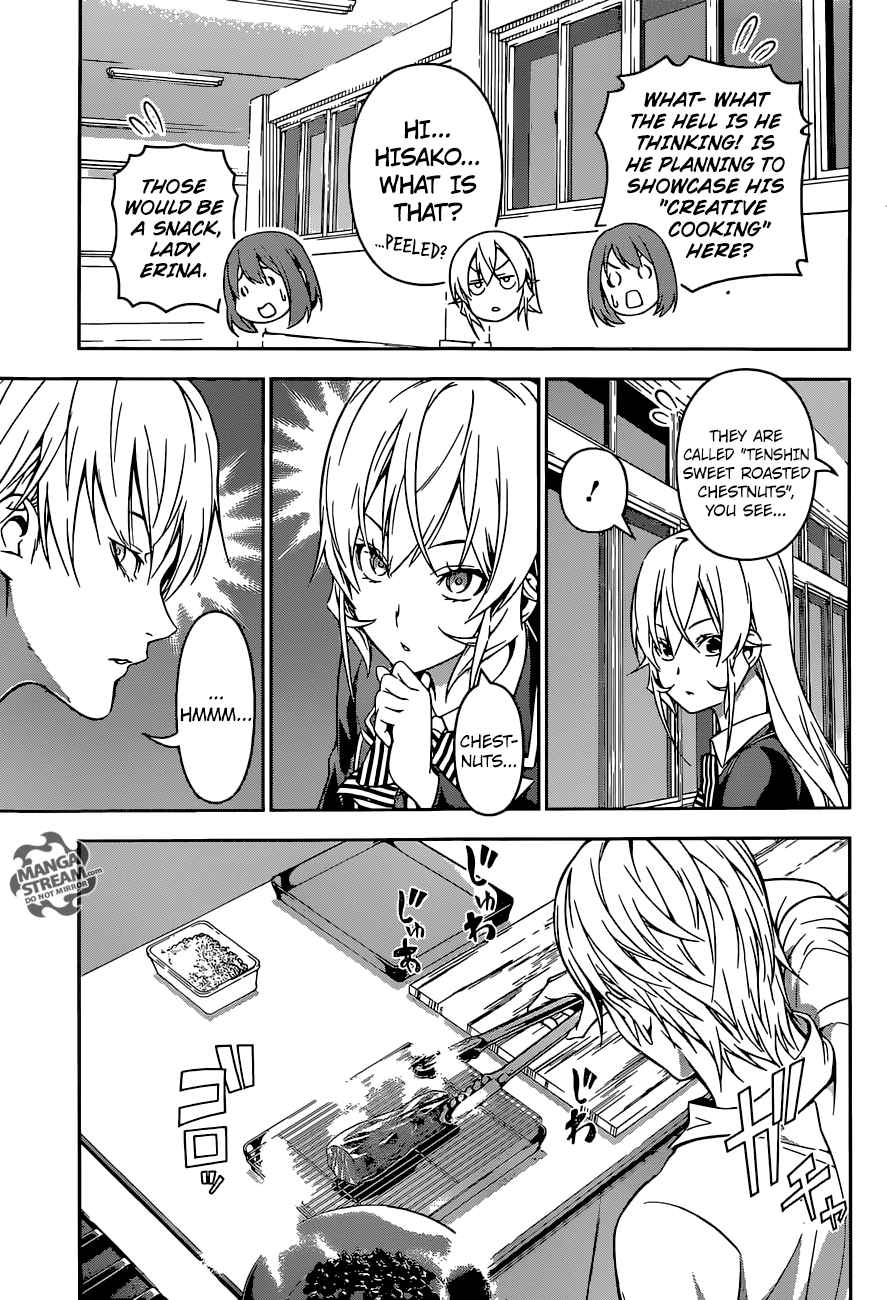 WHAT- WHAT
THE HELL IS HE
THINKING! IS
HE PLANNING TO
SHOWCASE HIS
"CREATIVE
COOKING"
HERE?
HI...
HISAKO...
WHAT IS
THAT?
...PEELED?
THOSE
WOULD BE
A SNACK,
LADY
ERINA.
THEY ARE
CALLED "TENSHIN
SWEET ROASTED
CHESTNUTS",
YOU SEE...
!
CHEST-
NUTS...
...
HMMM...
MANGA
STREAM.com
DO NOT MIRROR
じゅわ
じゅあ
じわ
ゴロッ
ガチャ